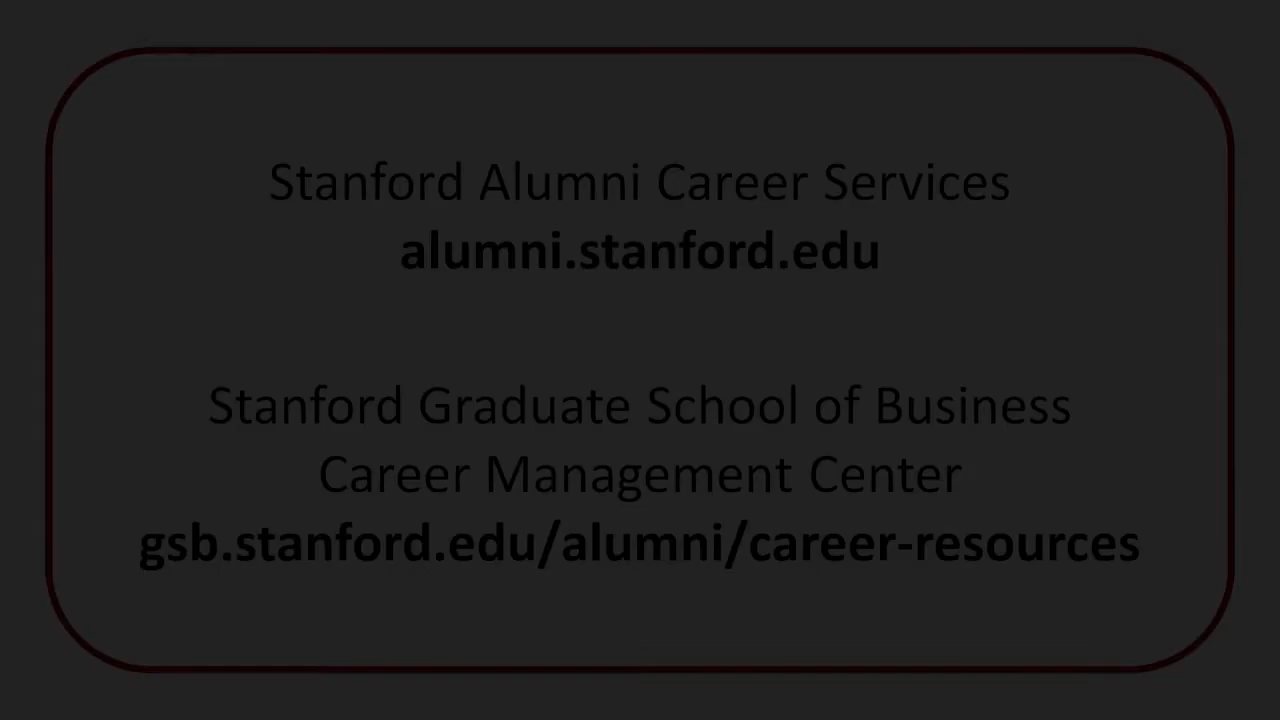 Stanford Alumni Career Services
alumni.stanford.edu
Stanford Graduate School of Business
Career Management Center
gsb.stanford.edu/alumni/career-resources